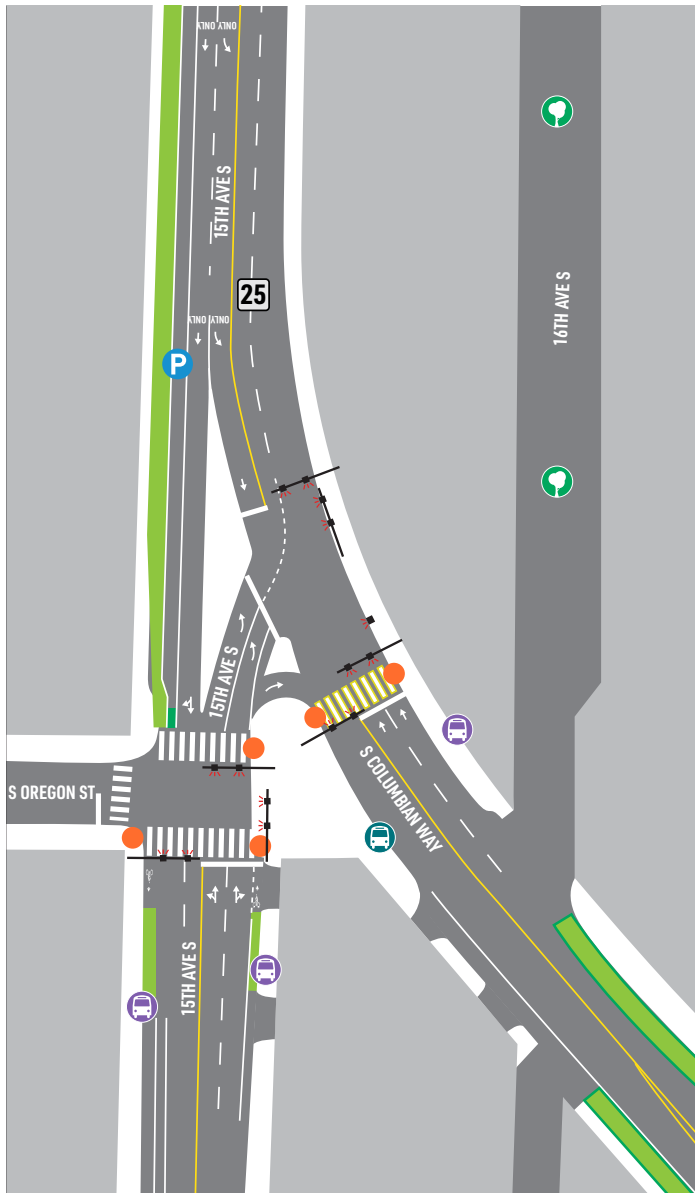 ONLY ONLY
15TH AVE S
25
16TH AVE S
ONLY ONLY
P
15TH AVE S
S OREGON ST
S COLUMBIAN WAY
15TH AVE S